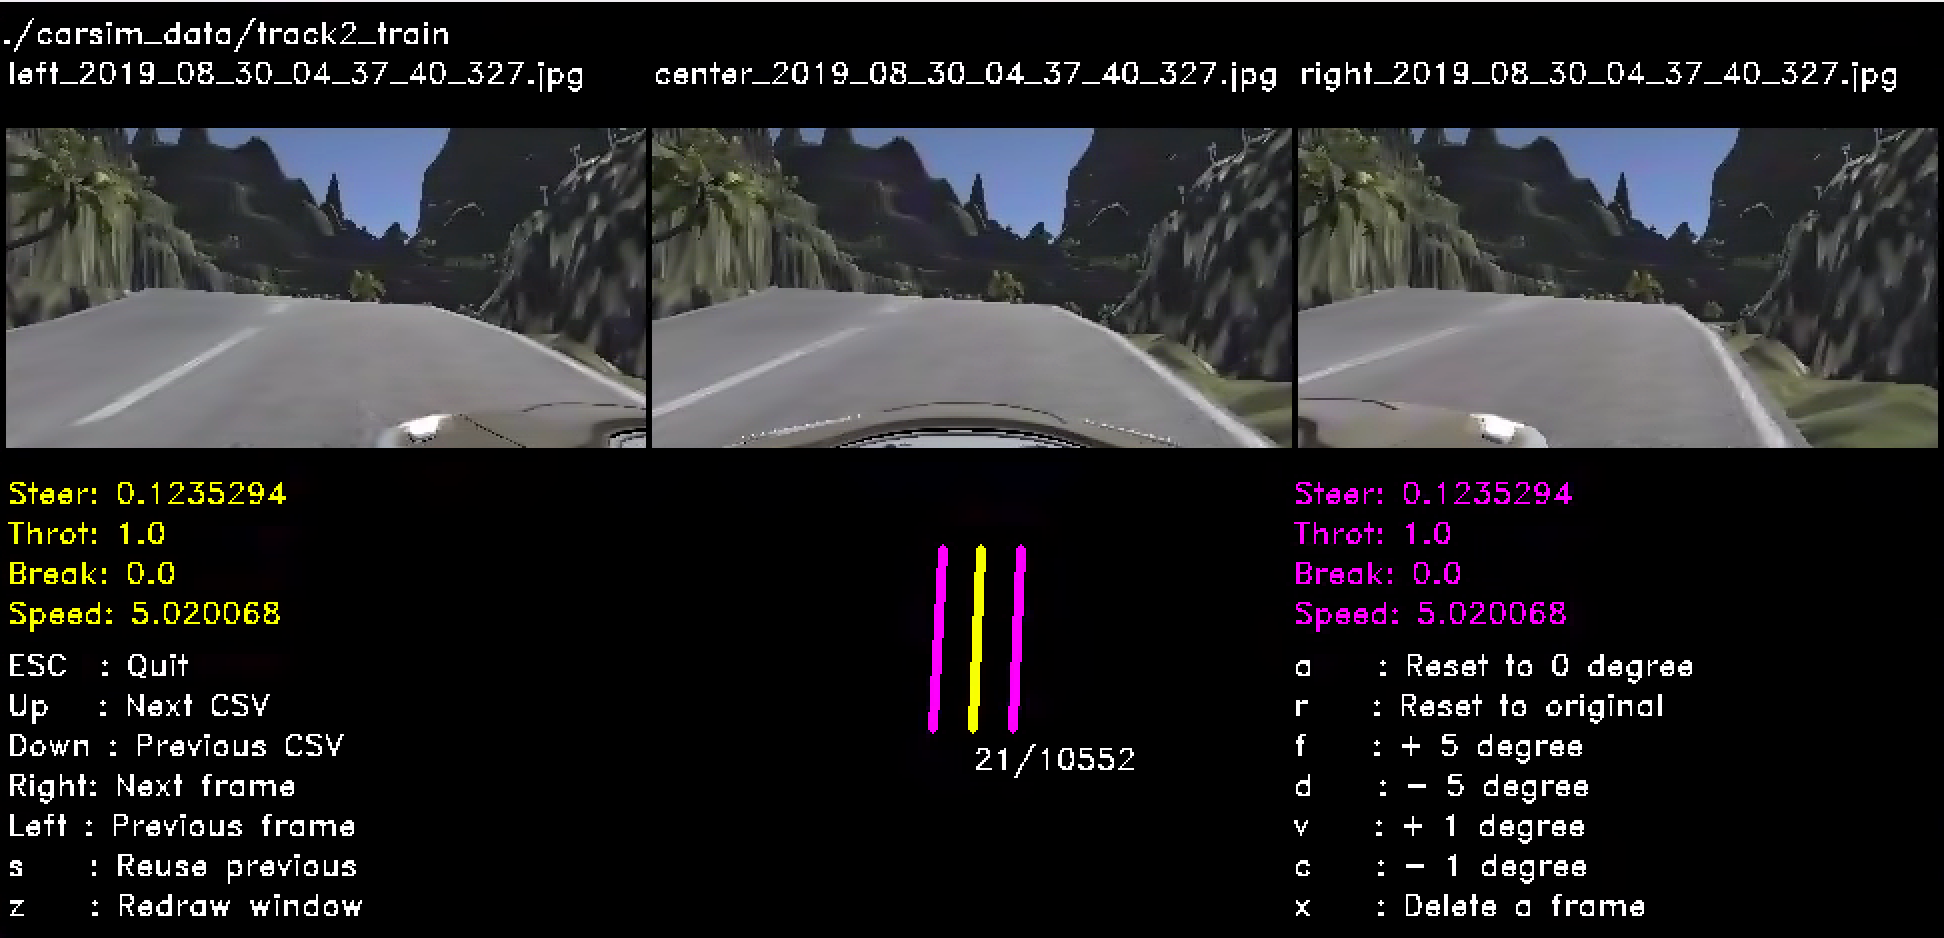 ./carsim_data/track2_train
left_2019_08_30_04_37_40_327.jpg center_2019_08_30_04_37_40_327.jpg right_2019_08_30_04_37_40_327.jpg
Steer: 0.1235294
Throt: 1.0
Break: 0.0
Speed: 5.020068
ESC : Quit
Up : Next CSV
Down : Previous CSV
Right: Next frame
Left : Previous frame
s : Reuse previous
z : Redraw window
21/10552
Steer: 0.1235294
Throt: 1.0
Break: 0.0
Speed: 5.020068
a : Reset to 0 degree
r : Reset to original
f : + 5 degree
d : - 5 degree
v : + 1 degree
c : - 1 degree
x : Delete a frame